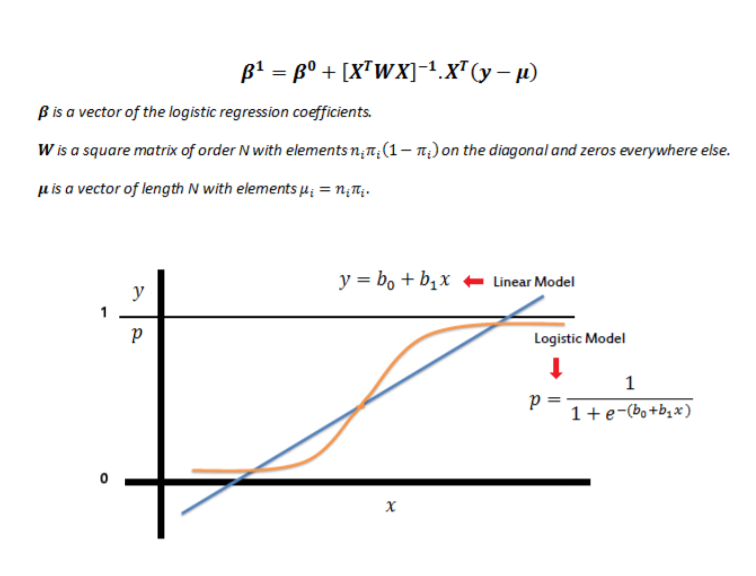 β¹ = β⁰ + [XᵀWX]⁻¹.Xᵀ(y − μ)
β is a vector of the logistic regression coefficients.
W is a square matrix of order N with elements nᵢπᵢ(1 − πᵢ) on the diagonal and zeros everywhere else.
μ is a vector of length N with elements μᵢ = nᵢπᵢ.
y = b₀ + b₁x Linear Model
y
1
p
Logistic Model
p = 1 / 1 + e^−(b₀+b₁x)
0
x